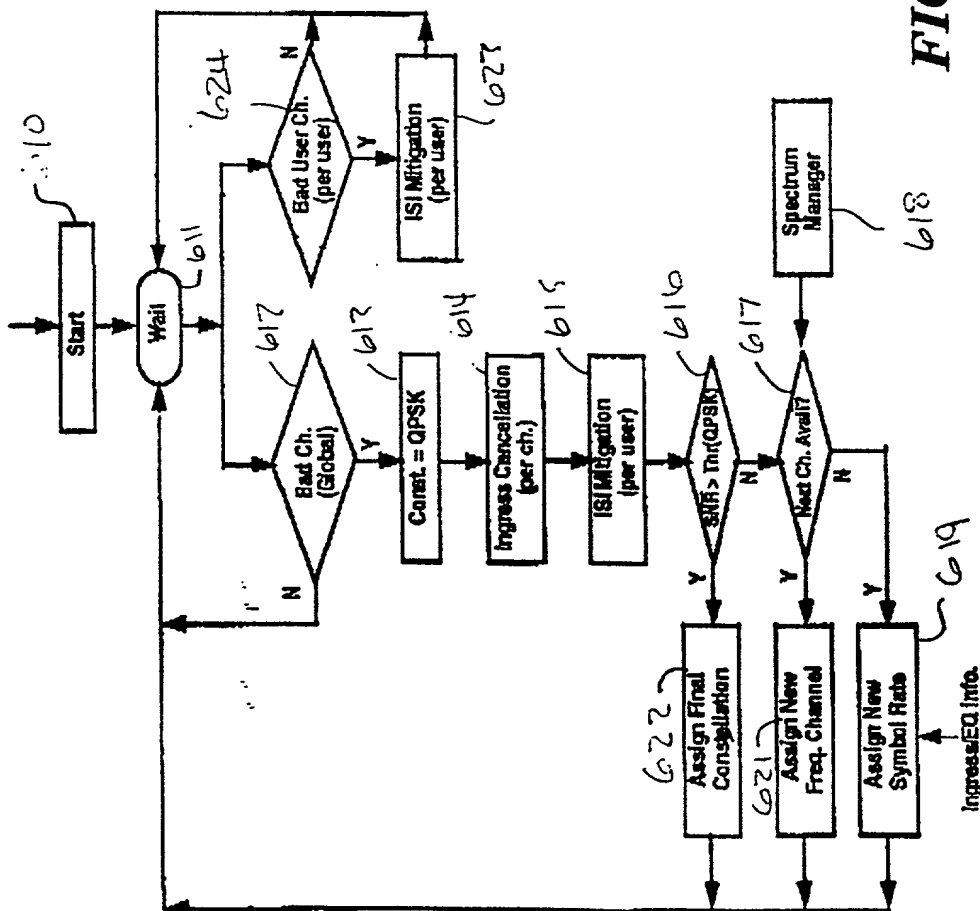 Start
Wait
611
Bad Ch.
(Global)
612
N
Y
Bad User Ch.
(per user)
624
N
Y
Const. = QPSK
613
ISI Mitigation
(per user)
623
Ingress Cancellation
(per ch.)
614
ISI Mitigation
(per user)
615
SNR > Thr(QPSK)
616
Y
N
Assign Final
Constellation
622
Next Ch. Avail?
617
Y
N
Spectrum
Manager
618
Assign New
Freq. Channel
621
Y
Assign New
Symbol Rate
619
Ingress/EQ Info.
FIG